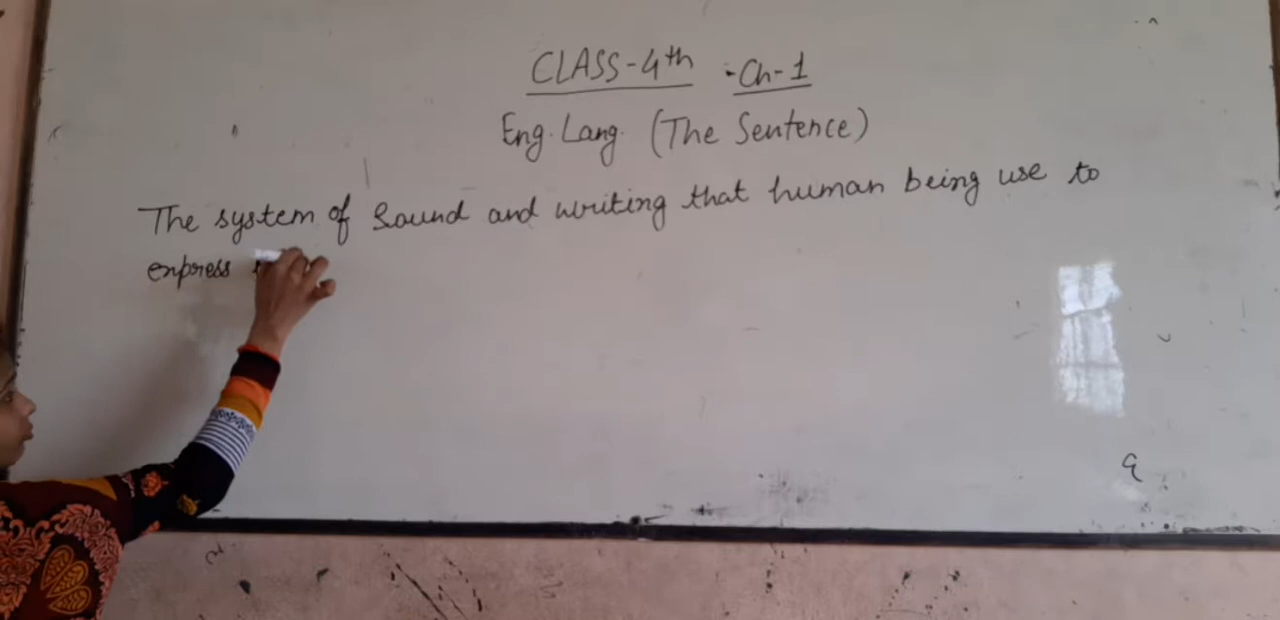 CLASS-4th Ch-1
Eng. Lang. (The Sentence)
The system of Sound and writing that human being use to
express